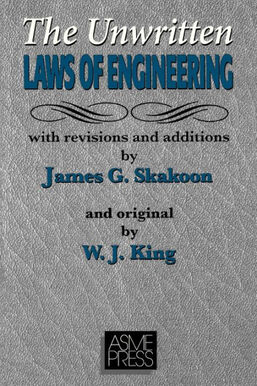 The Unwritten
LAWS OF ENGINEERING
with revisions and additions
by
James G. Skakoon
and original
by
W. J. King
ASME
PRESS